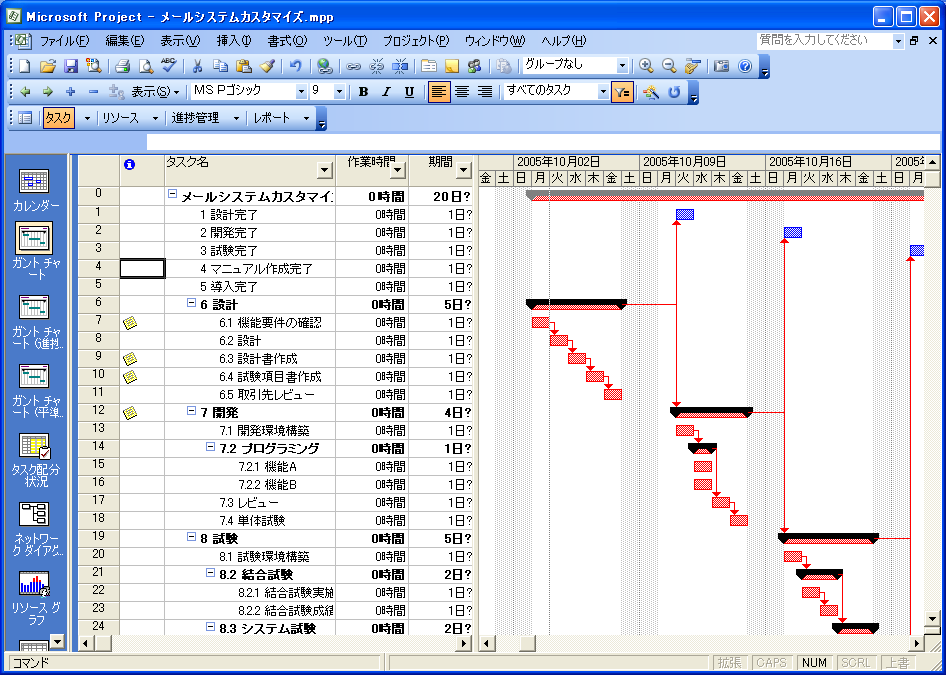 Microsoft Project - メールシステムカスタマイズ.mpp
ファイル(F) 編集(E) 表示(V) 挿入(I) 書式(O) ツール(T) プロジェクト(P) ウィンドウ(W) ヘルプ(H) 質問を入力してください
グループなし
表示(S) MS Pゴシック 9 B I U すべてのタスク
タスク リソース 進捗管理 レポート
カレンダー
ガント チャ
ート
ガント チャ
ート (進捗..
ガント チャ
ート (平準..
タスク配分
状況
ネットワー
ク ダイアグ..
リソース グ
ラフ
タスク名 作業時間 期間 2005年10月02日 2005年10月09日 2005年10月16日 2005年
金 土 日 月 火 水 木 金 土 日 月 火 水 木 金 土 日 月 火 水 木 金 土 日 月
0 メールシステムカスタマイズ 0時間 20日?
1 1 設計完了 0時間 1日?
2 2 開発完了 0時間 1日?
3 3 試験完了 0時間 1日?
4 4 マニュアル作成完了 0時間 1日?
5 5 導入完了 0時間 1日?
6 6 設計 0時間 5日?
7 6.1 機能要件の確認 0時間 1日?
8 6.2 設計 0時間 1日?
9 6.3 設計書作成 0時間 1日?
10 6.4 試験項目書作成 0時間 1日?
11 6.5 取引先レビュー 0時間 1日?
12 7 開発 0時間 4日?
13 7.1 開発環境構築 0時間 1日?
14 7.2 プログラミング 0時間 1日?
15 7.2.1 機能A 0時間 1日?
16 7.2.2 機能B 0時間 1日?
17 7.3 レビュー 0時間 1日?
18 7.4 単体試験 0時間 1日?
19 8 試験 0時間 5日?
20 8.1 試験環境構築 0時間 1日?
21 8.2 結合試験 0時間 2日?
22 8.2.1 結合試験実施 0時間 1日?
23 8.2.2 結合試験成績 0時間 1日?
24 8.3 システム試験 0時間 2日?
コマンド 拡張 CAPS NUM SCRL 上書